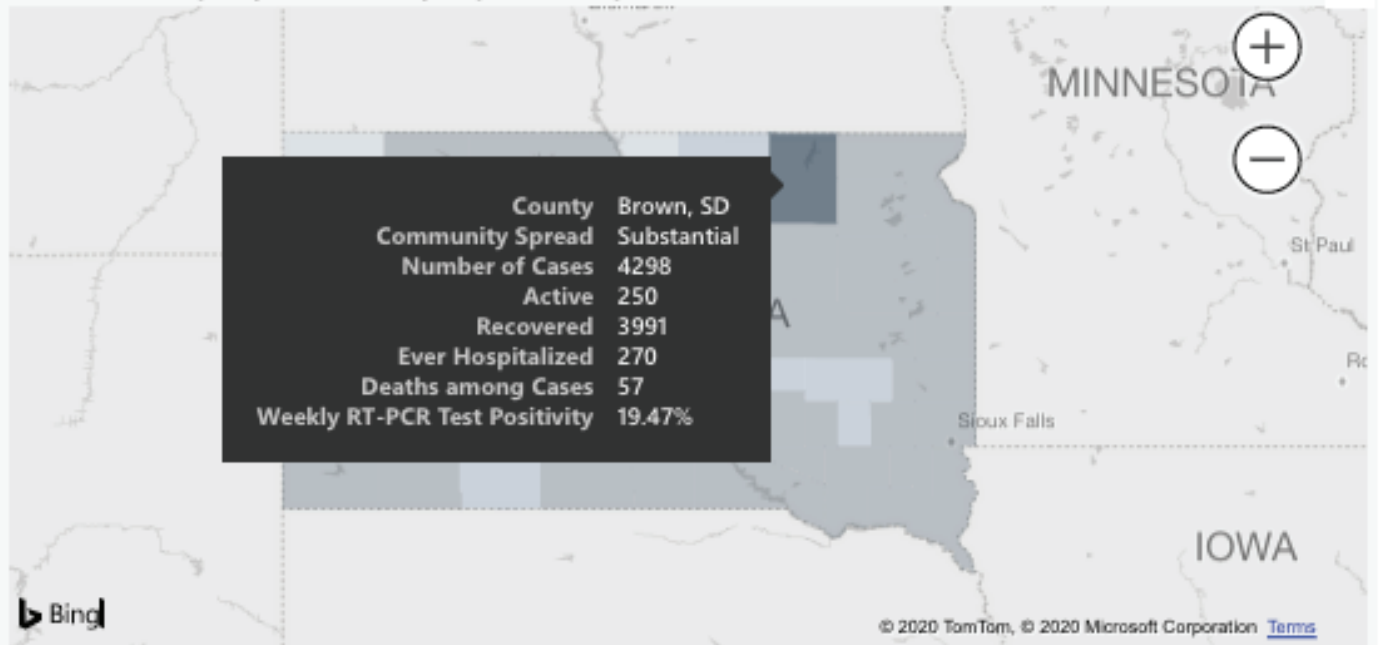 MINNESOTA
County Brown, SD
Community Spread Substantial
Number of Cases 4298
Active 250
Recovered 3991
Ever Hospitalized 270
Deaths among Cases 57
Weekly RT-PCR Test Positivity 19.47%
St Paul
A
Ro
Sioux Falls
IOWA
Bing
© 2020 TomTom, © 2020 Microsoft Corporation Terms